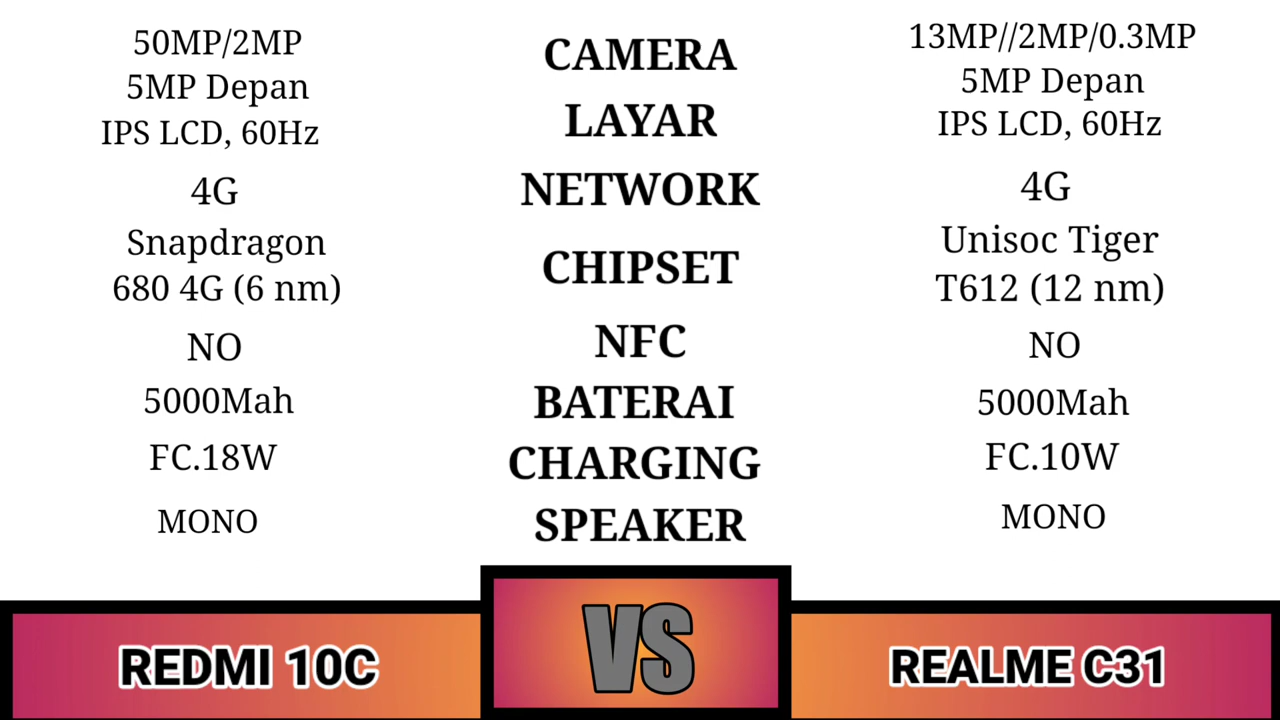 50MP/2MP
5MP Depan
IPS LCD, 60Hz
4G
Snapdragon
680 4G (6 nm)
NO
5000Mah
FC.18W
MONO
CAMERA
LAYAR
NETWORK
CHIPSET
NFC
BATERAI
CHARGING
SPEAKER
13MP//2MP/0.3MP
5MP Depan
IPS LCD, 60Hz
4G
Unisoc Tiger
T612 (12 nm)
NO
5000Mah
FC.10W
MONO
REDMI 10C
VS
REALME C31